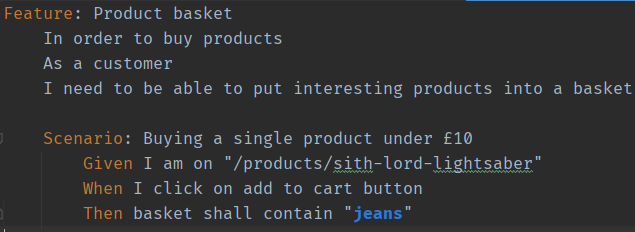 Feature: Product basket
In order to buy products
As a customer
I need to be able to put interesting products into a basket
Scenario: Buying a single product under £10
Given I am on "/products/sith-lord-lightsaber"
When I click on add to cart button
Then basket shall contain "jeans"